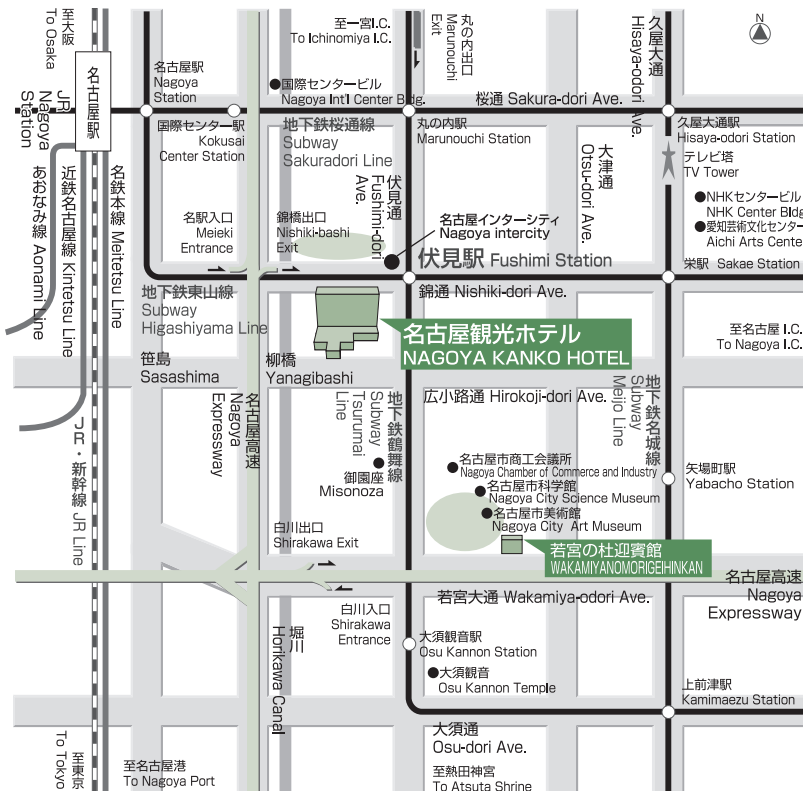 至大阪
To Osaka
名古屋駅
JR
Nagoya
Station
あおなみ線 Aonami Line
近鉄名古屋線 Kintetsu Line
名鉄本線 Meitetsu Line
JR・新幹線 JR Line
至東京
To Tokyo
名古屋駅
Nagoya
Station
至一宮I.C.
To Ichinomiya I.C.
国際センタービル
Nagoya Int'l Center Bldg.
丸の内出口
Marunouchi
Exit
久屋大通
Hisaya-odori Ave.
N
桜通 Sakura-dori Ave.
国際センター駅
Kokusai
Center Station
地下鉄桜通線
Subway
Sakuradori Line
丸の内駅
Marunouchi Station
久屋大通駅
Hisaya-odori Station
テレビ塔
TV Tower
大津通
Otsu-dori Ave.
NHKセンタービル
NHK Center Bldg
愛知芸術文化センター
Aichi Arts Cente
名駅入口
Meieki
Entrance
錦橋出口
Nishiki-bashi
Exit
伏見通
Fushimi-dori
Ave.
名古屋インターシティ
Nagoya intercity
伏見駅 Fushimi Station
栄駅 Sakae Station
地下鉄東山線
Subway
Higashiyama Line
錦通 Nishiki-dori Ave.
名古屋観光ホテル
NAGOYA KANKO HOTEL
至名古屋 I.C.
To Nagoya I.C.
笹島
Sasashima
柳橋
Yanagibashi
広小路通 Hirokoji-dori Ave.
名古屋高速
Nagoya
Expressway
地下鉄鶴舞線
Subway
Tsurumai
Line
地下鉄名城線
Subway
Meijo Line
御園座
Misonoza
名古屋市商工会議所
Nagoya Chamber of Commerce and Industry
名古屋市科学館
Nagoya City Science Museum
名古屋市美術館
Nagoya City Art Museum
矢場町駅
Yabacho Station
白川出口
Shirakawa Exit
若宮の杜迎賓館
WAKAMIYANOMORIGEIHINKAN
名古屋高速
Nagoya
Expressway
若宮大通 Wakamiya-odori Ave.
白川入口
Shirakawa
Entrance
堀川
Horikawa Canal
大須観音駅
Osu Kannon Station
大須観音
Osu Kannon Temple
上前津駅
Kamimaezu Station
大須通
Osu-dori Ave.
至名古屋港
To Nagoya Port
至熱田神宮
To Atsuta Shrine